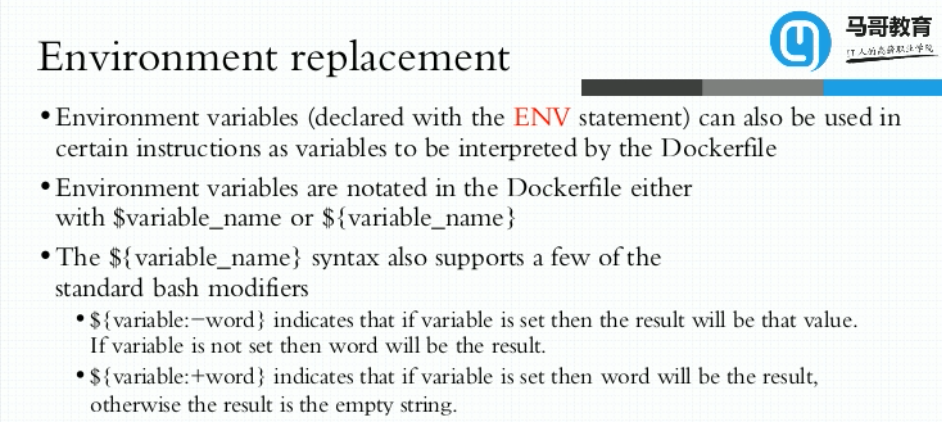 马哥教育
IT人的高薪职业学院
Environment replacement
•Environment variables (declared with the ENV statement) can also be used in
certain instructions as variables to be interpreted by the Dockerfile
•Environment variables are notated in the Dockerfile either
with $variable_name or ${variable_name}
•The ${variable_name} syntax also supports a few of the
standard bash modifiers
•${variable:−word} indicates that if variable is set then the result will be that value.
If variable is not set then word will be the result.
•${variable:+word} indicates that if variable is set then word will be the result,
otherwise the result is the empty string.